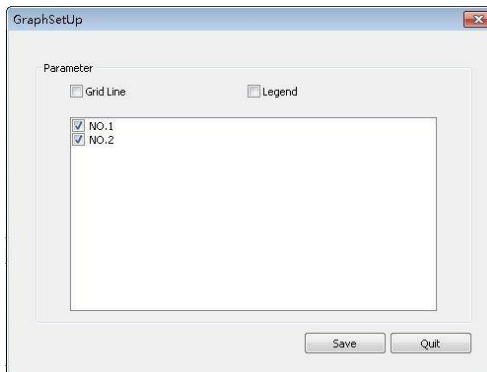 GraphSetUp
Parameter
Grid Line Legend
NO.1
NO.2
Save Quit